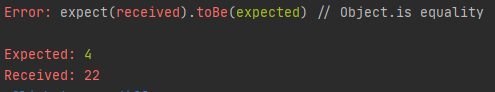 Error: expect(received).toBe(expected) // Object.is equality
Expected: 4
Received: 22